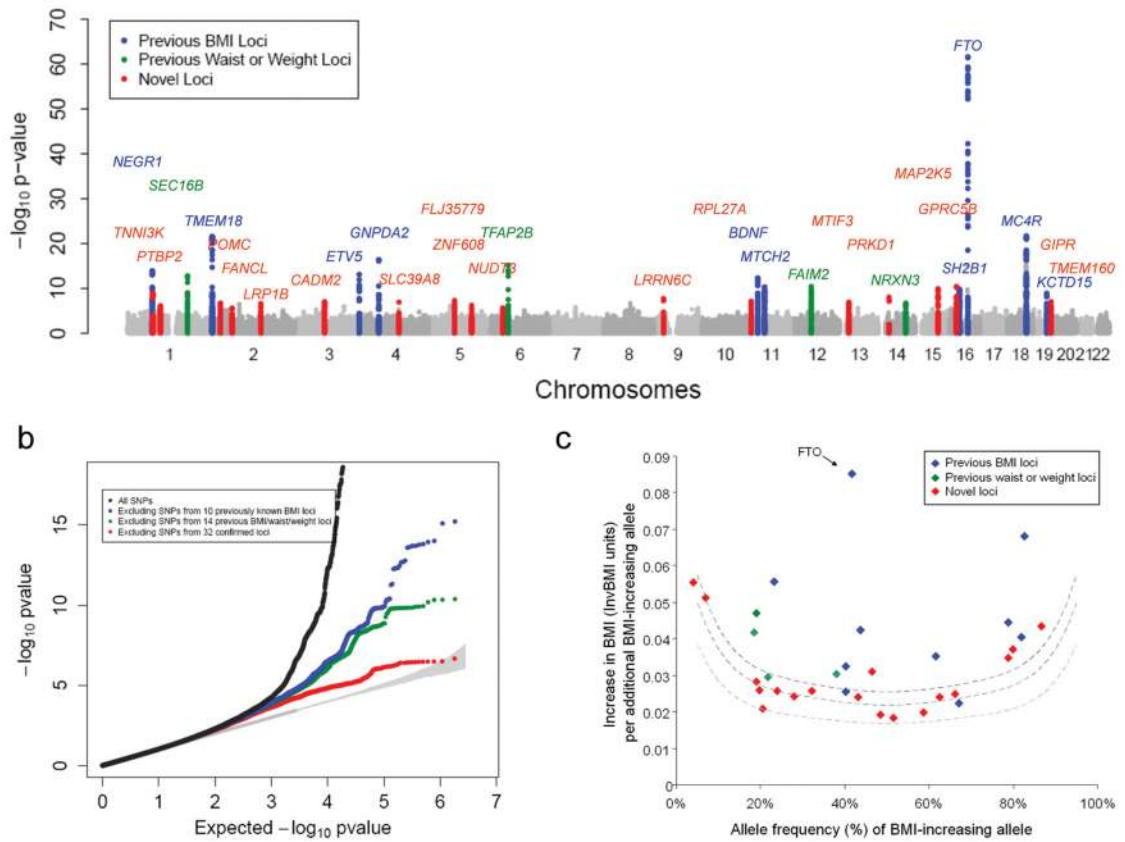 70
60
50
40
30
20
10
0
−log10 p-value
Previous BMI Loci
Previous Waist or Weight Loci
Novel Loci
FTO
NEGR1
SEC16B
MAP2K5
FLJ35779
RPL27A
GPRC5B
TNNI3K
TMEM18
POMC
GNPDA2
ZNF608
TFAP2B
BDNF
MTIF3
MC4R
PTBP2
FANCL
ETV5
NUDT3
MTCH2
PRKD1
SH2B1
GIPR
LRP1B
CADM2
SLC39A8
LRRN6C
FAIM2
NRXN3
KCTD15
TMEM160
1 2 3 4 5 6 7 8 9 10 11 12 13 14 15 16 17 18 19 202 122
Chromosomes
b
−log10 pvalue
15
10
5
0
All SNPs
Excluding SNPs from 10 previously known BMI loci
Excluding SNPs from 14 previous BMI/waist/weight loci
Excluding SNPs from 32 confirmed loci
0 1 2 3 4 5 6 7
Expected −log10 pvalue
c
Increase in BMI (InvBMI units)
per additional BMI-increasing allele
0.09
0.08
0.07
0.06
0.05
0.04
0.03
0.02
0.01
0
FTO
Previous BMI loci
Previous waist or weight loci
Novel loci
0% 20% 40% 60% 80% 100%
Allele frequency (%) of BMI-increasing allele